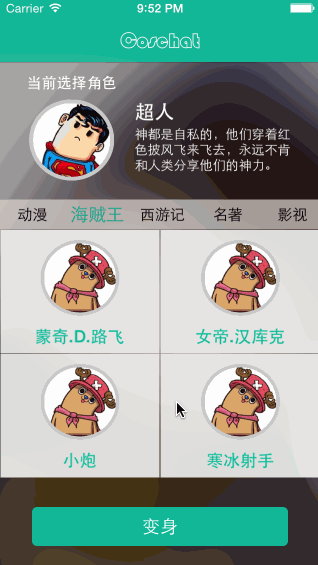 Carrier 9:52 PM
Coschat
当前选择角色
超人
神都是自私的，他们穿着红
色披风飞来飞去，永远不肯
和人类分享他们的神力。
动漫 海贼王 西游记 名著 影视
蒙奇.D.路飞 女帝.汉库克
小炮 寒冰射手
变身